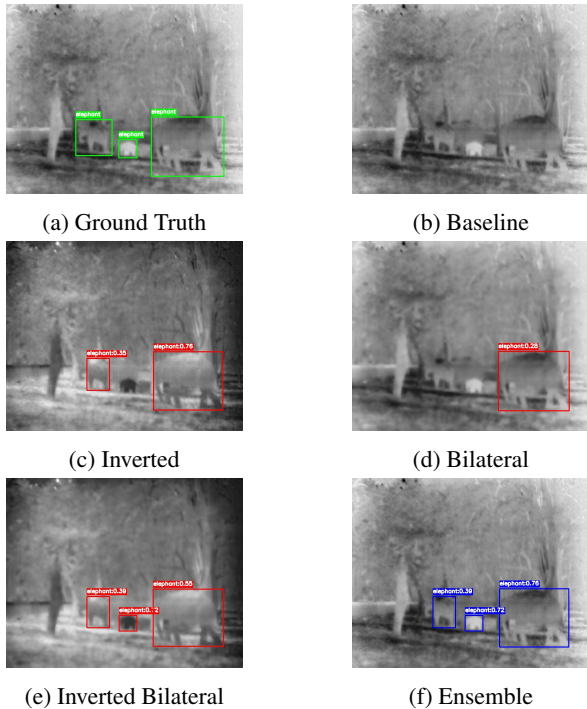 elephant
elephant
elephant
(a) Ground Truth
(b) Baseline
elephant:0.35
elephant:0.76
(c) Inverted
elephant:0.28
(d) Bilateral
elephant:0.39
elephant:0.72
elephant:0.55
(e) Inverted Bilateral
elephant:0.39
elephant:0.72
elephant:0.76
(f) Ensemble